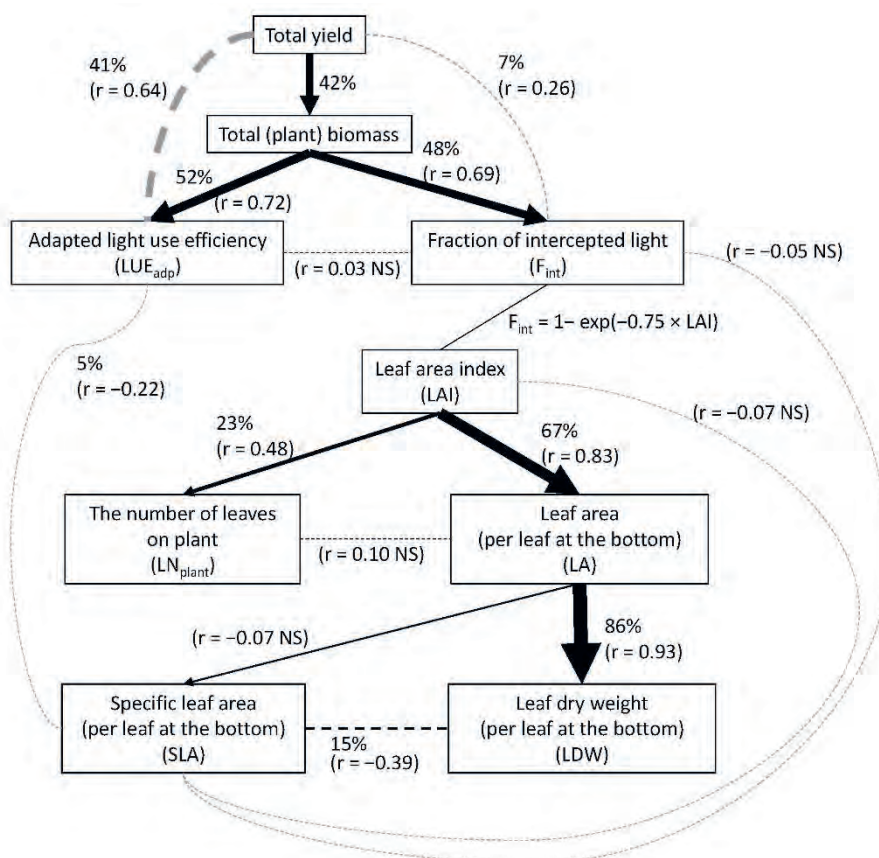 Total yield
41%
(r = 0.64)
42%
7%
(r = 0.26)
Total (plant) biomass
52%
(r = 0.72)
48%
(r = 0.69)
Adapted light use efficiency
(LUEadp)
(r = 0.03 NS)
Fraction of intercepted light
(Fint)
(r = −0.05 NS)
Fint = 1− exp(−0.75 × LAI)
5%
(r = −0.22)
Leaf area index
(LAI)
(r = −0.07 NS)
23%
(r = 0.48)
67%
(r = 0.83)
The number of leaves
on plant
(LNplant)
(r = 0.10 NS)
Leaf area
(per leaf at the bottom)
(LA)
(r = −0.07 NS)
86%
(r = 0.93)
Specific leaf area
(per leaf at the bottom)
(SLA)
15%
(r = −0.39)
Leaf dry weight
(per leaf at the bottom)
(LDW)